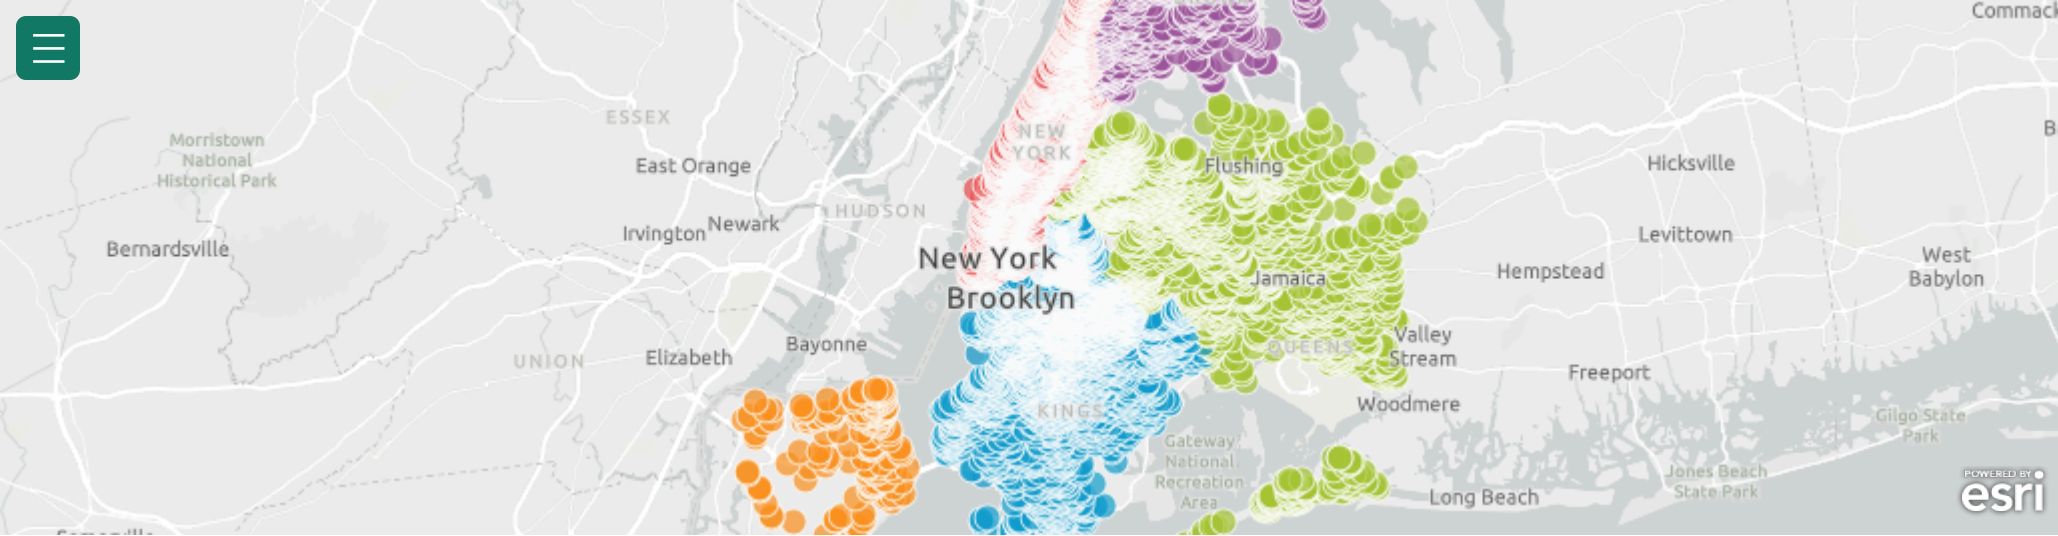 Commack
ESSEX
Morristown
National
Historical Park
East Orange
NEW
YORK
Flushing
Hicksville
B
HUDSON
Irvington
Newark
Bernardsville
New York
Brooklyn
Jamaica
Levittown
Hempstead
West
Babylon
UNION
Elizabeth
Bayonne
QUEENS
Valley
Stream
Freeport
Woodmere
KINGS
Gateway
National
Recreation
Area
Long Beach
Gilgo State
Park
Jones Beach
State Park
POWERED BY
esri